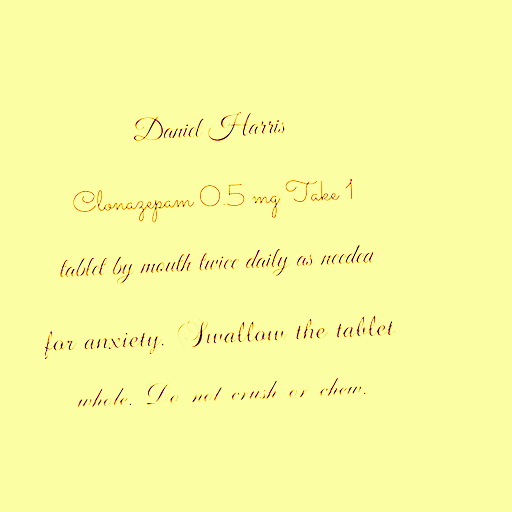 Daniel Harris
Clonazepam 0.5 mg Take 1
tablet by mouth twice daily as needed
for anxiety. Swallow the tablet
whole. Do not crush or chew.